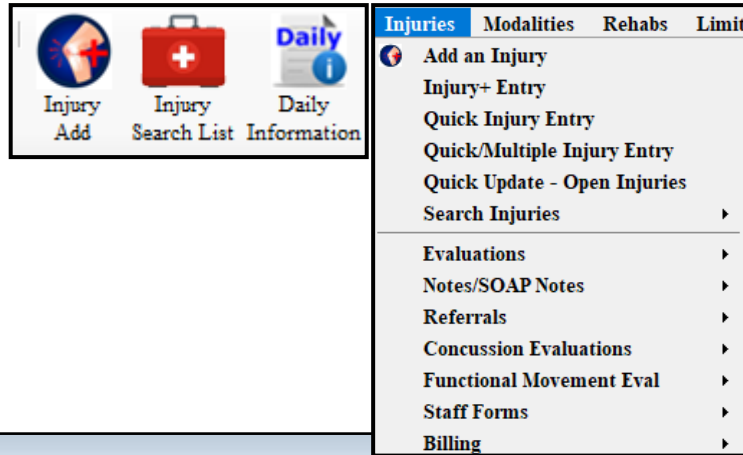 Injury
Add
Injury
Search List
Daily
Daily
Information
Injuries Modalities Rehabs Limit
Add an Injury
Injury+ Entry
Quick Injury Entry
Quick/Multiple Injury Entry
Quick Update - Open Injuries
Search Injuries
Evaluations
Notes/SOAP Notes
Referrals
Concussion Evaluations
Functional Movement Eval
Staff Forms
Billing